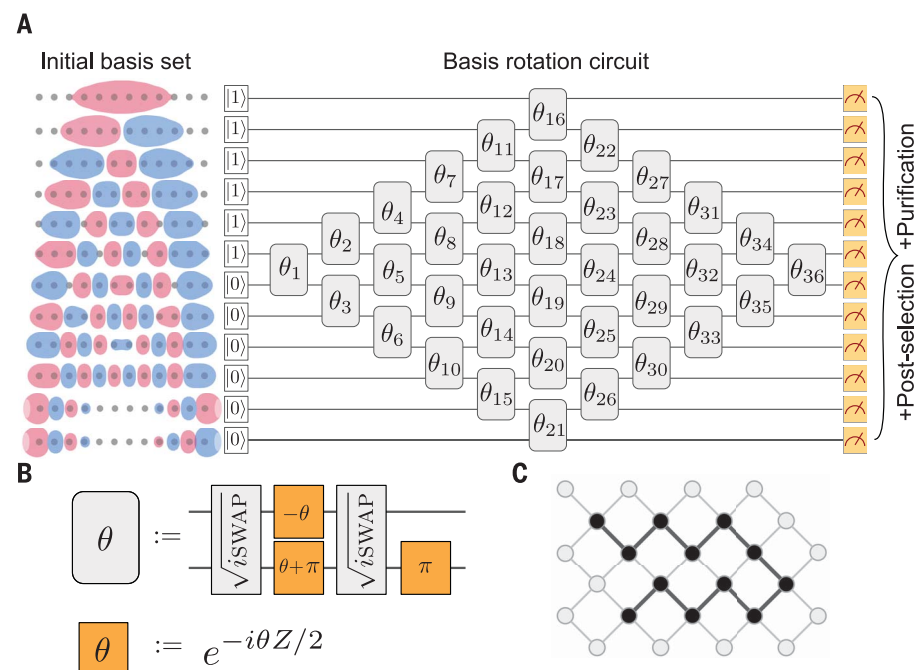 A
Initial basis set
Basis rotation circuit
|1⟩
|1⟩
|1⟩
|1⟩
|1⟩
|1⟩
|0⟩
|0⟩
|0⟩
|0⟩
|0⟩
|0⟩
θ1
θ2
θ3
θ4
θ5
θ6
θ7
θ8
θ9
θ10
θ11
θ12
θ13
θ14
θ15
θ16
θ17
θ18
θ19
θ20
θ21
θ22
θ23
θ24
θ25
θ26
θ27
θ28
θ29
θ30
θ31
θ32
θ33
θ34
θ35
θ36
+Purification
+Post-selection
B
θ := √iSWAP −θ θ+π √iSWAP π
θ := e^{−iθZ/2}
C